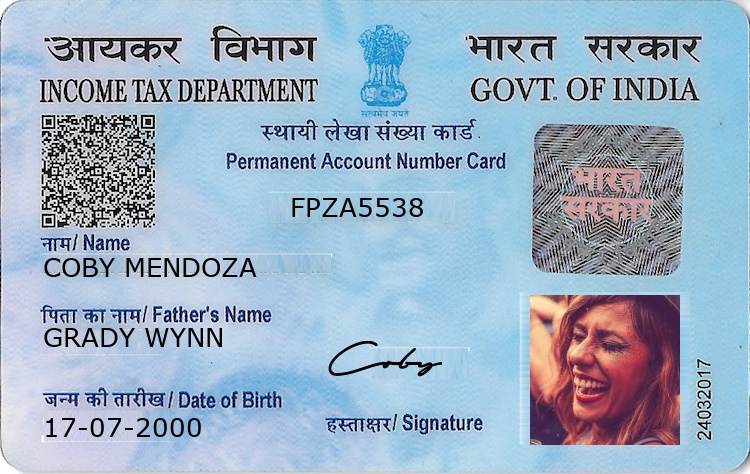 आयकर विभाग
INCOME TAX DEPARTMENT
सत्यमेव जयते
भारत सरकार
GOVT. OF INDIA
स्थायी लेखा संख्या कार्ड
Permanent Account Number Card
FPZA5538
भारत
सरकार
नाम/ Name
COBY MENDOZA
पिता का नाम/ Father's Name
GRADY WYNN
Coby
जन्म की तारीख/ Date of Birth
17-07-2000
हस्ताक्षर/ Signature
24032017